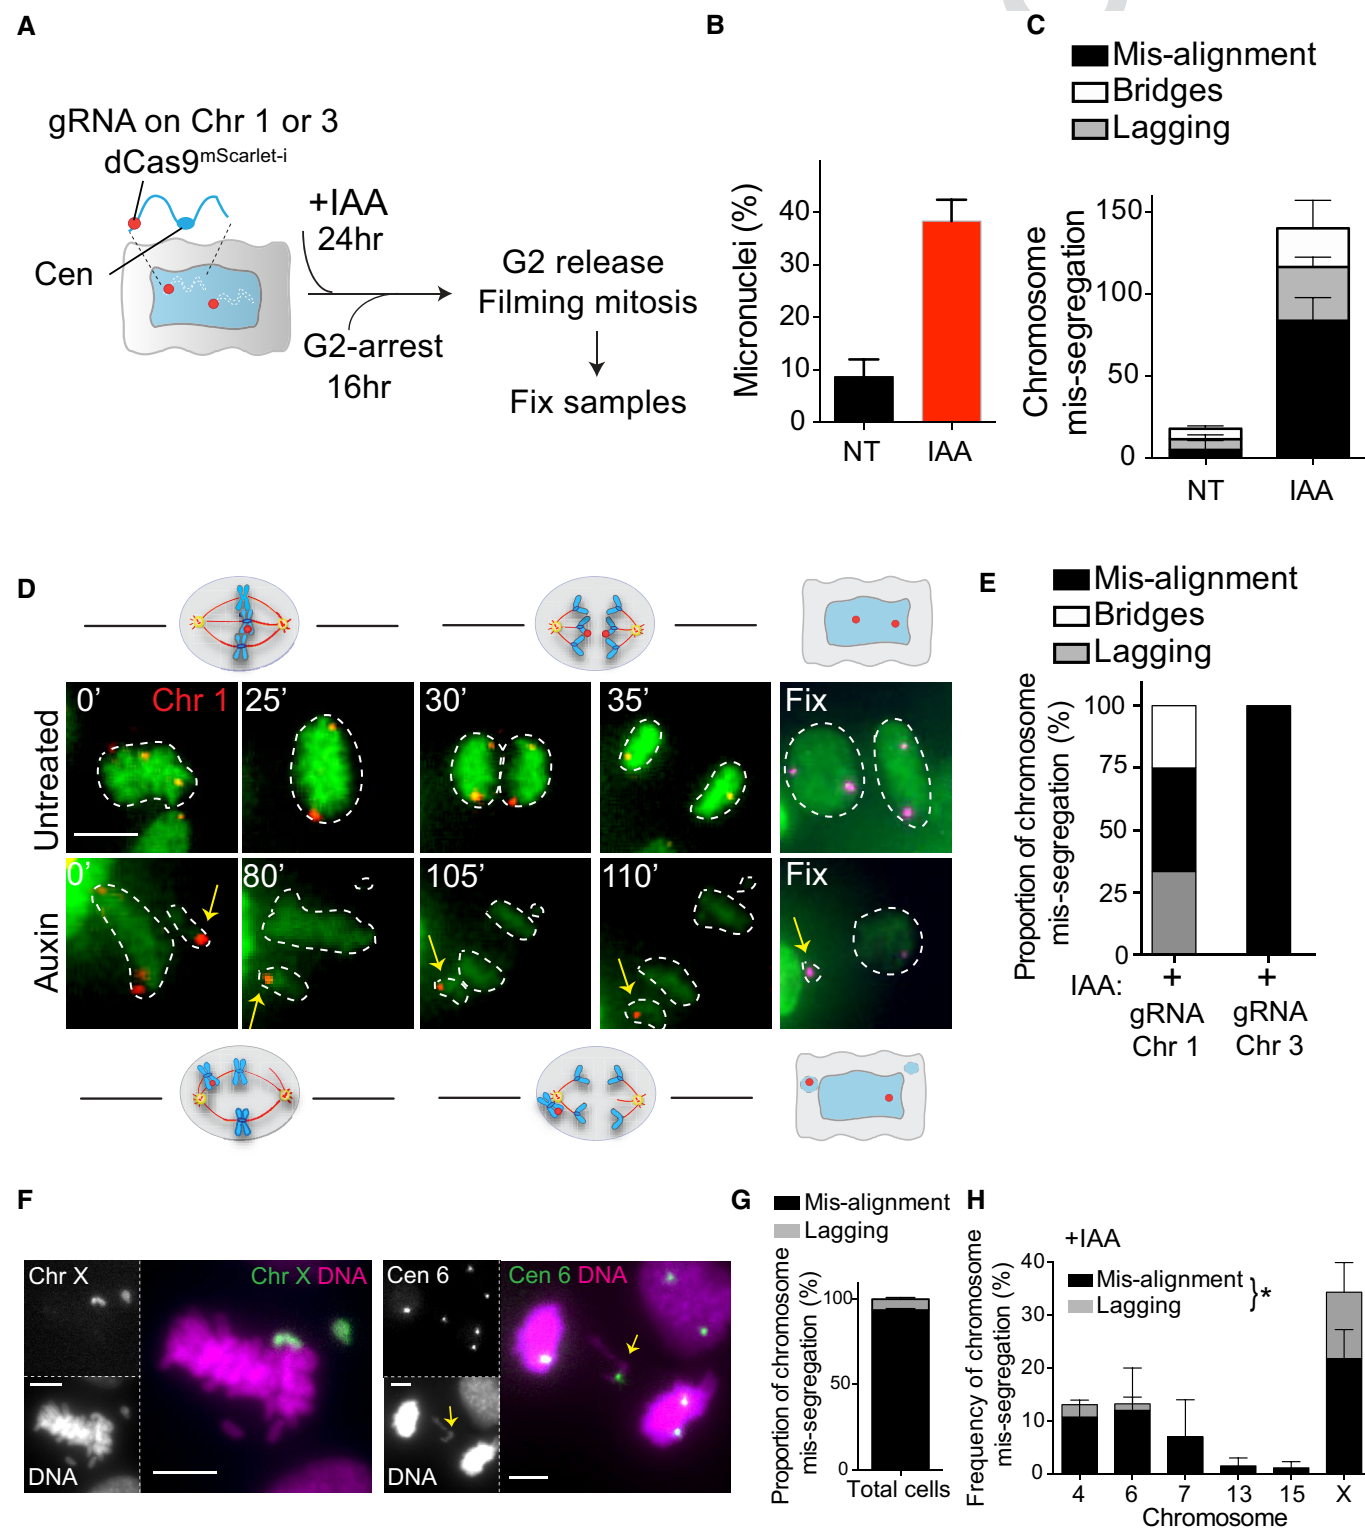 A
gRNA on Chr 1 or 3
dCas9mScarlet-i
+IAA
24hr
Cen
G2-arrest
16hr
G2 release
Filming mitosis
Fix samples
B
Micronuclei (%)
40
30
20
10
0
NT IAA
C
Mis-alignment
Bridges
Lagging
Chromosome
mis-segregation
150
100
50
0
NT IAA
D
Untreated
0’ Chr 1
25’
30’
35’
Fix
Auxin
0’
80’
105’
110’
Fix
E
Mis-alignment
Bridges
Lagging
Proportion of chromosome
mis-segregation (%)
100
75
50
25
0
IAA: + +
gRNA
Chr 1
gRNA
Chr 3
F
Chr X
DNA
Chr X DNA
Cen 6
DNA
Cen 6 DNA
G
Mis-alignment
Lagging
Proportion of chromosome
mis-segregation (%)
100
50
0
Total cells
H
+IAA
Mis-alignment
Lagging
*
Frequency of chromosome
mis-segregation (%)
40
30
20
10
0
4 6 7 13 15 X
Chromosome